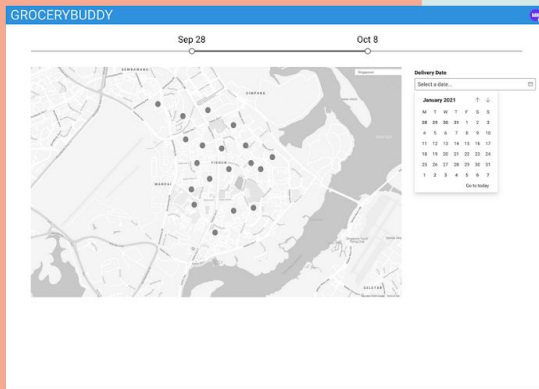 GROCERYBUDDY
Sep 28 Oct 8
SEMBAWANG
SIMPANG
YISHUN
MANDAI
SELETAR
Delivery Date
Select a date...
January 2021 ↑ ↓
M T W T F S S
28 29 30 31 1 2 3
4 5 6 7 8 9 10
11 12 13 14 15 16 17
18 19 20 21 22 23 24
25 26 27 28 29 30 31
1 2 3 4 5 6 7
Go to today